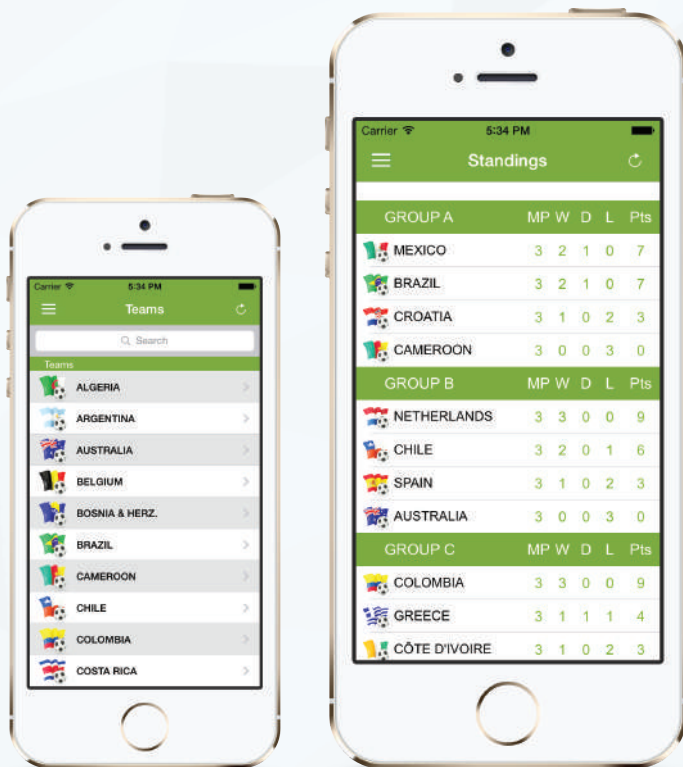 Carrier 5:34 PM
Teams
Search
Teams
ALGERIA
ARGENTINA
AUSTRALIA
BELGIUM
BOSNIA & HERZ.
BRAZIL
CAMEROON
CHILE
COLOMBIA
COSTA RICA
Carrier 5:34 PM
Standings
GROUP A MP W D L Pts
MEXICO 3 2 1 0 7
BRAZIL 3 2 1 0 7
CROATIA 3 1 0 2 3
CAMEROON 3 0 0 3 0
GROUP B MP W D L Pts
NETHERLANDS 3 3 0 0 9
CHILE 3 2 0 1 6
SPAIN 3 1 0 2 3
AUSTRALIA 3 0 0 3 0
GROUP C MP W D L Pts
COLOMBIA 3 3 0 0 9
GREECE 3 1 1 1 4
CÔTE D'IVOIRE 3 1 0 2 3